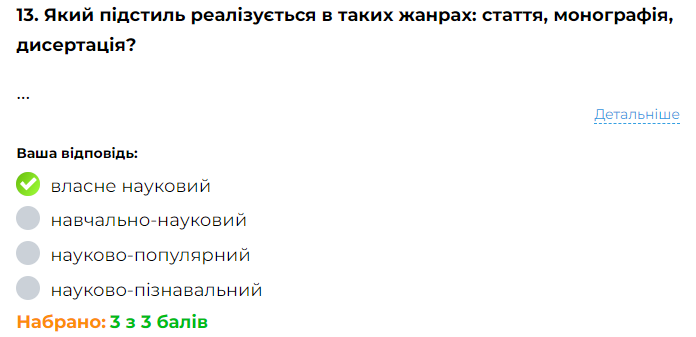 13. Який підстиль реалізується в таких жанрах: стаття, монографія,
дисертація?
...
Детальніше
Ваша відповідь:
власне науковий
навчально-науковий
науково-популярний
науково-пізнавальний
Набрано: 3 з 3 балів